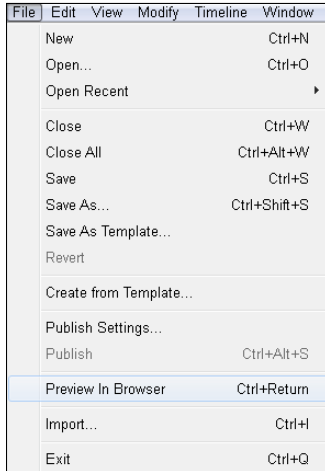 File Edit View Modify Timeline Window
New Ctrl+N
Open... Ctrl+O
Open Recent
Close Ctrl+W
Close All Ctrl+Alt+W
Save Ctrl+S
Save As... Ctrl+Shift+S
Save As Template...
Revert
Create from Template...
Publish Settings...
Publish Ctrl+Alt+S
Preview In Browser Ctrl+Return
Import... Ctrl+I
Exit Ctrl+Q